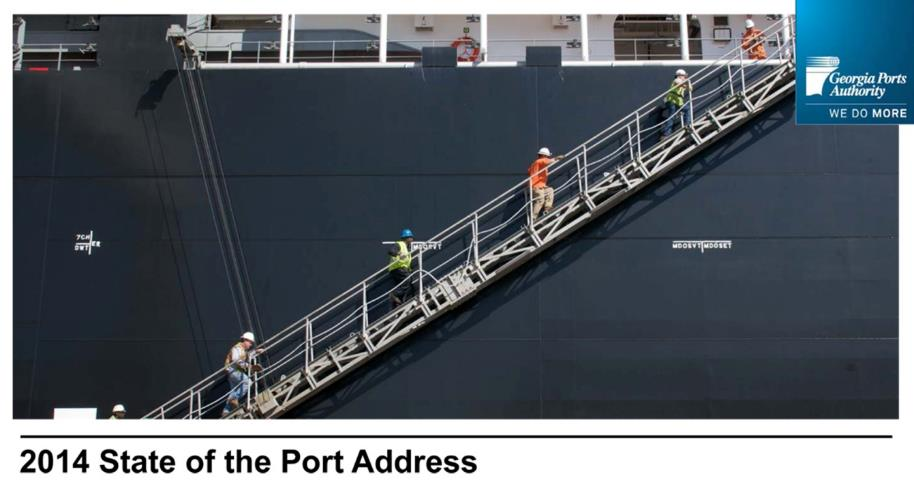 Georgia Ports
Authority
WE DO MORE
2014 State of the Port Address